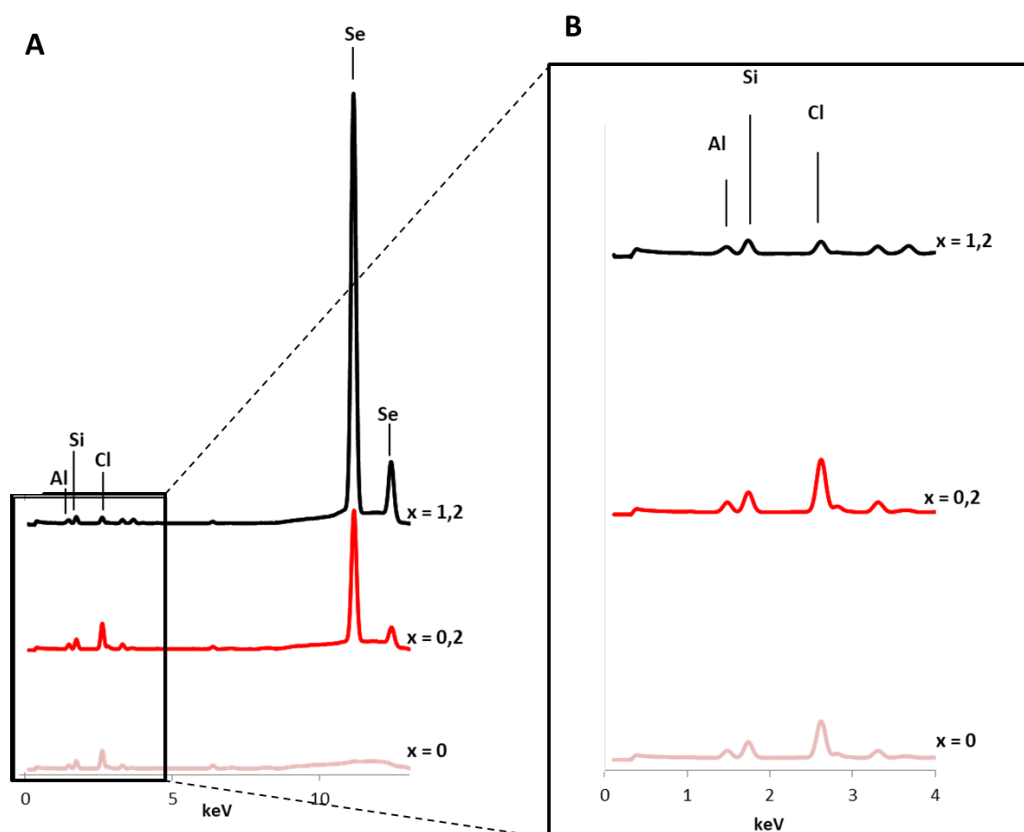 A
Se
Se
Si
Al
Cl
x = 1,2
x = 0,2
x = 0
0
5
10
keV
B
Si
Cl
Al
x = 1,2
x = 0,2
x = 0
0
1
2
3
4
keV